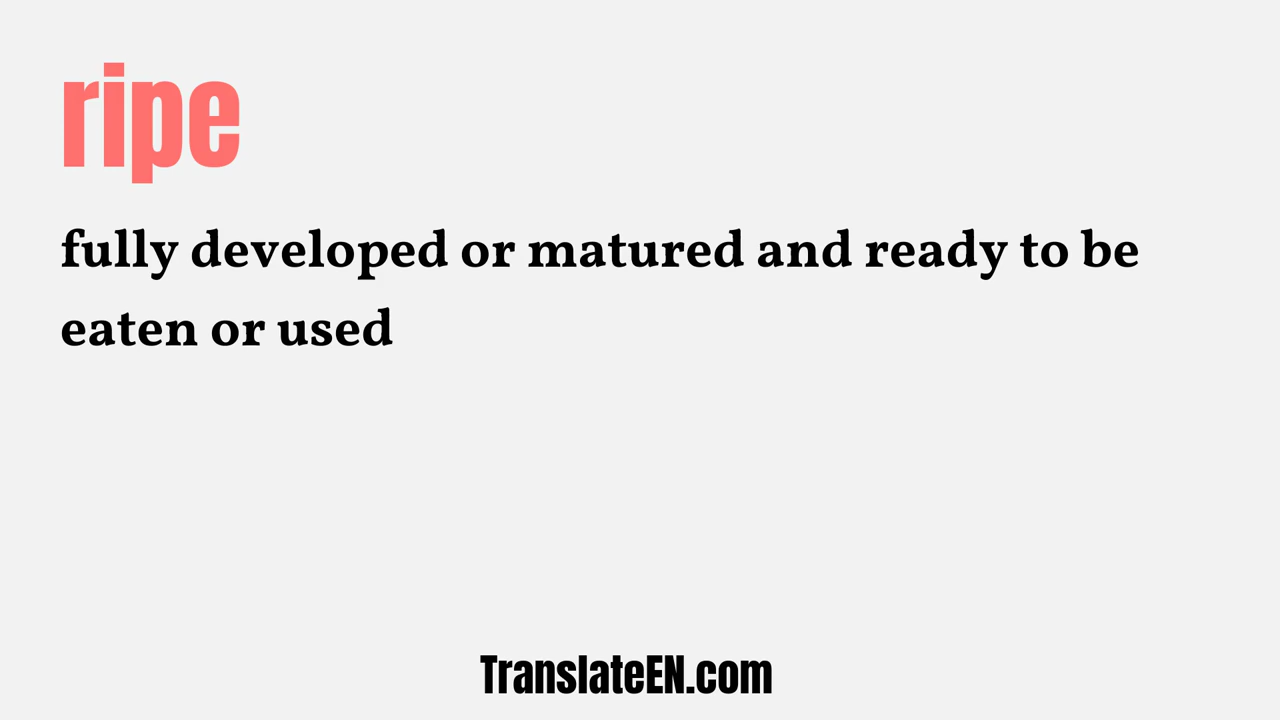 ripe
fully developed or matured and ready to be
eaten or used
TranslateEN.com